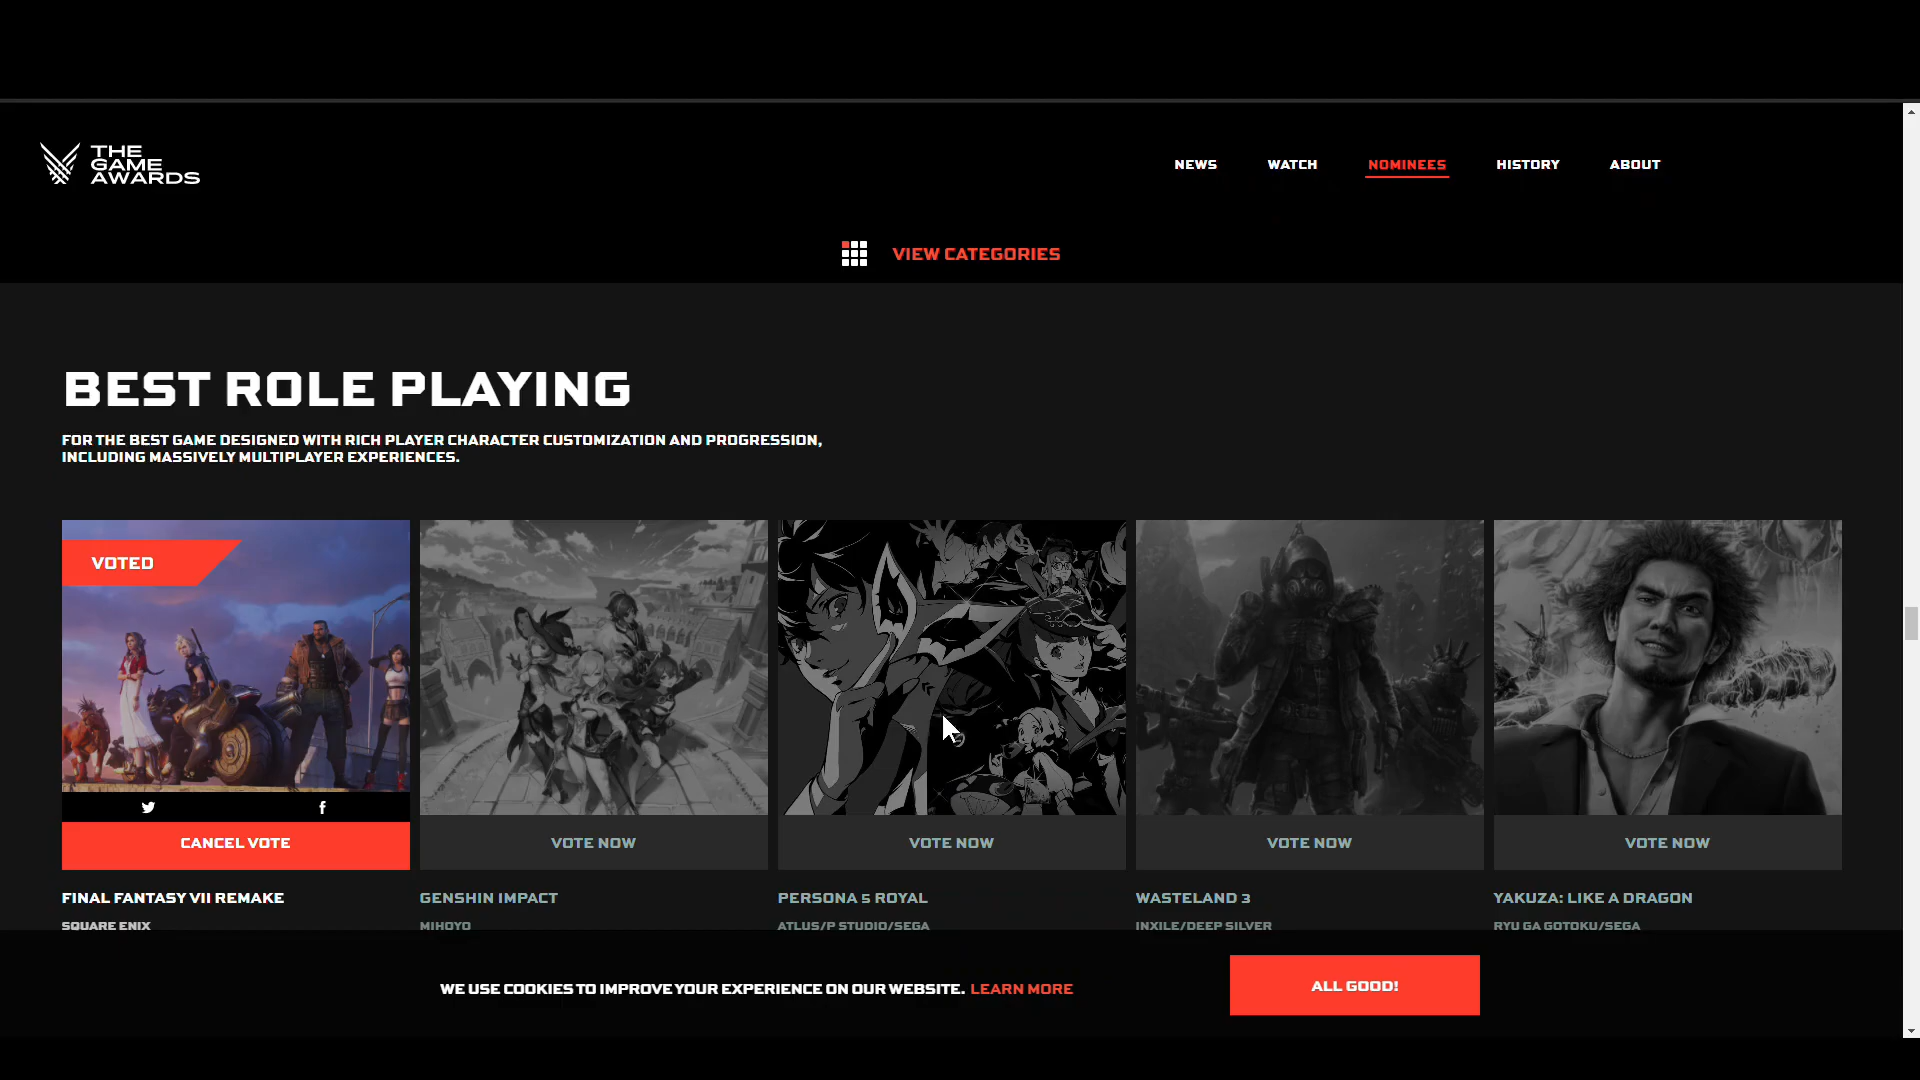 THE
GAME
AWARDS
NEWS
WATCH
NOMINEES
HISTORY
ABOUT
VIEW CATEGORIES
BEST ROLE PLAYING
FOR THE BEST GAME DESIGNED WITH RICH PLAYER CHARACTER CUSTOMIZATION AND PROGRESSION,
INCLUDING MASSIVELY MULTIPLAYER EXPERIENCES.
VOTED
CANCEL VOTE
VOTE NOW
VOTE NOW
VOTE NOW
VOTE NOW
FINAL FANTASY VII REMAKE
GENSHIN IMPACT
PERSONA 5 ROYAL
WASTELAND 3
YAKUZA: LIKE A DRAGON
SQUARE ENIX
MIHOYO
ATLUS/P STUDIO/SEGA
INXILE/DEEP SILVER
RYU GA GOTOKU/SEGA
WE USE COOKIES TO IMPROVE YOUR EXPERIENCE ON OUR WEBSITE. LEARN MORE
ALL GOOD!